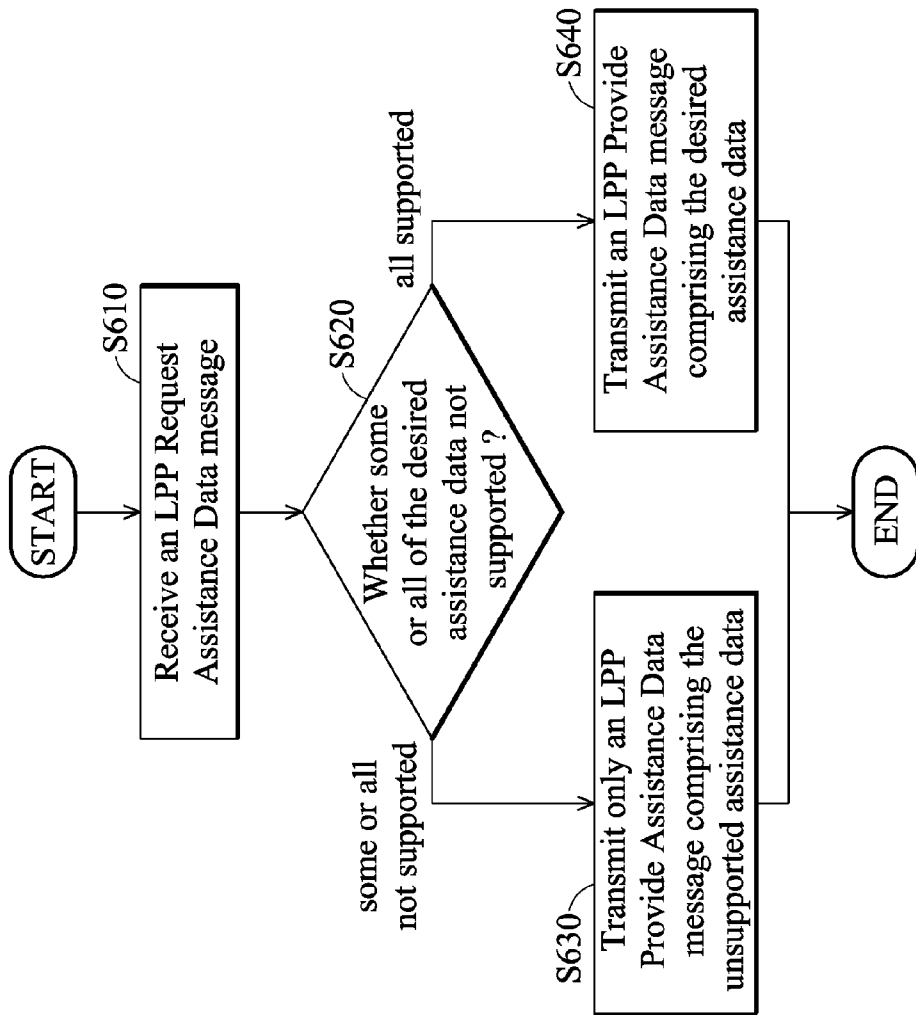 START
S610
Receive an LPP Request
Assistance Data message
S620
Whether some
or all of the desired
assistance data not
supported ?
some or all
not supported
all supported
S630
Transmit only an LPP
Provide Assistance Data
message comprising the
unsupported assistance data
S640
Transmit an LPP Provide
Assistance Data message
comprising the desired
assistance data
END